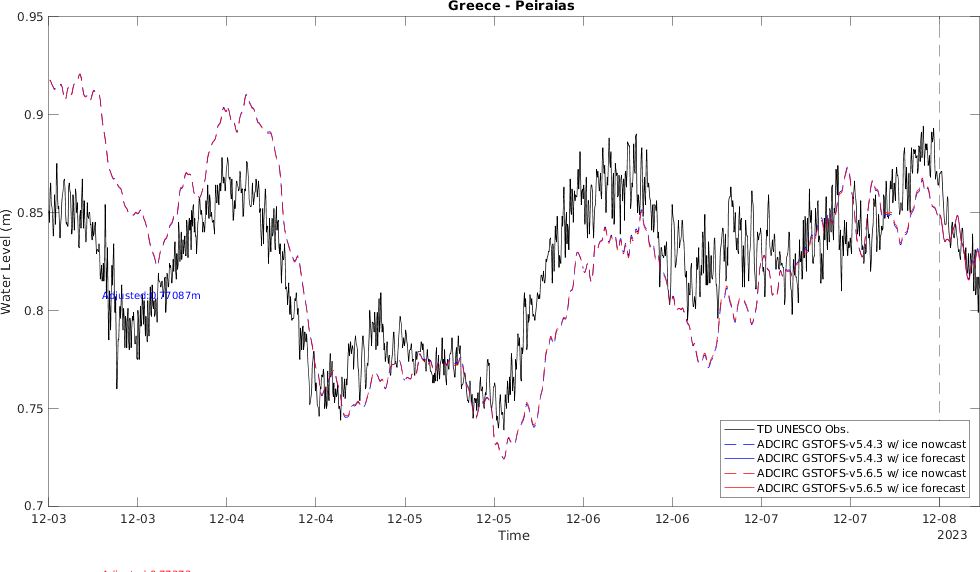 Greece - Peiraias
Water Level (m)
0.95
0.9
0.85
0.8
0.75
0.7
Adjusted:0.77087m
TD UNESCO Obs.
ADCIRC GSTOFS-v5.4.3 w/ ice nowcast
ADCIRC GSTOFS-v5.4.3 w/ ice forecast
ADCIRC GSTOFS-v5.6.5 w/ ice nowcast
ADCIRC GSTOFS-v5.6.5 w/ ice forecast
12-03 12-03 12-04 12-04 12-05 12-05 12-06 12-06 12-07 12-07 12-08
Time
2023